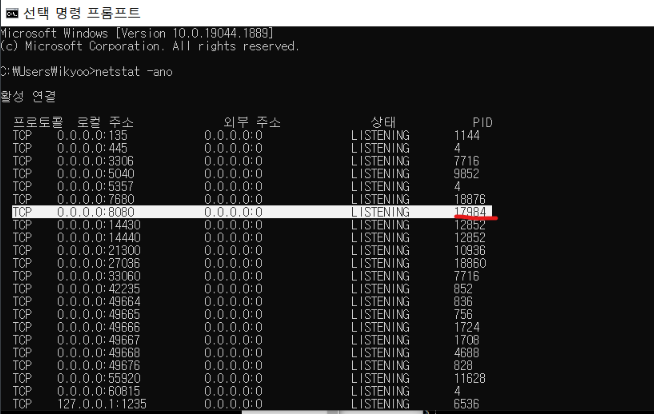 선택 명령 프롬프트
Microsoft Windows [Version 10.0.19044.1889]
(c) Microsoft Corporation. All rights reserved.
C:\Users\ikyoo>netstat -ano
활성 연결
프로토콜 로컬 주소 외부 주소 상태 PID
TCP 0.0.0.0:135 0.0.0.0:0 LISTENING 1144
TCP 0.0.0.0:445 0.0.0.0:0 LISTENING 4
TCP 0.0.0.0:3306 0.0.0.0:0 LISTENING 7716
TCP 0.0.0.0:5040 0.0.0.0:0 LISTENING 9852
TCP 0.0.0.0:5357 0.0.0.0:0 LISTENING 4
TCP 0.0.0.0:7680 0.0.0.0:0 LISTENING 18876
TCP 0.0.0.0:8080 0.0.0.0:0 LISTENING 17984
TCP 0.0.0.0:14430 0.0.0.0:0 LISTENING 12852
TCP 0.0.0.0:14440 0.0.0.0:0 LISTENING 12852
TCP 0.0.0.0:21300 0.0.0.0:0 LISTENING 10936
TCP 0.0.0.0:27036 0.0.0.0:0 LISTENING 18860
TCP 0.0.0.0:33060 0.0.0.0:0 LISTENING 7716
TCP 0.0.0.0:42235 0.0.0.0:0 LISTENING 852
TCP 0.0.0.0:49664 0.0.0.0:0 LISTENING 836
TCP 0.0.0.0:49665 0.0.0.0:0 LISTENING 756
TCP 0.0.0.0:49666 0.0.0.0:0 LISTENING 1724
TCP 0.0.0.0:49667 0.0.0.0:0 LISTENING 1708
TCP 0.0.0.0:49668 0.0.0.0:0 LISTENING 4688
TCP 0.0.0.0:49676 0.0.0.0:0 LISTENING 828
TCP 0.0.0.0:55920 0.0.0.0:0 LISTENING 11628
TCP 0.0.0.0:60815 0.0.0.0:0 LISTENING 4
TCP 127.0.0.1:1235 0.0.0.0:0 LISTENING 6536